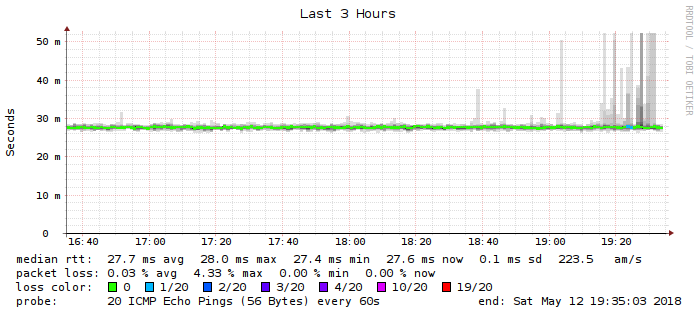 Last 3 Hours
RRDTOOL / TOBI OETIKER
Seconds
50 m
40 m
30 m
20 m
10 m
0
16:40 17:00 17:20 17:40 18:00 18:20 18:40 19:00 19:20
median rtt: 27.7 ms avg 28.0 ms max 27.4 ms min 27.6 ms now 0.1 ms sd 223.5 am/s
packet loss: 0.03 % avg 4.33 % max 0.00 % min 0.00 % now
loss color: 0 1/20 2/20 3/20 4/20 10/20 19/20
probe: 20 ICMP Echo Pings (56 Bytes) every 60s end: Sat May 12 19:35:03 2018